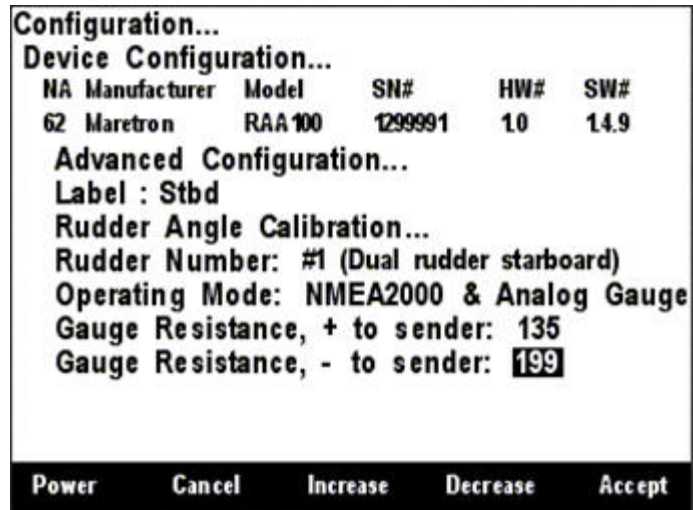 Configuration...
Device Configuration...
NA Manufacturer Model SN# HW# SW#
62 Maretron RAA100 1299991 1.0 1.4.9
Advanced Configuration...
Label : Stbd
Rudder Angle Calibration...
Rudder Number: #1 (Dual rudder starboard)
Operating Mode: NMEA2000 & Analog Gauge
Gauge Resistance, + to sender: 135
Gauge Resistance, - to sender: 199
Power Cancel Increase Decrease Accept